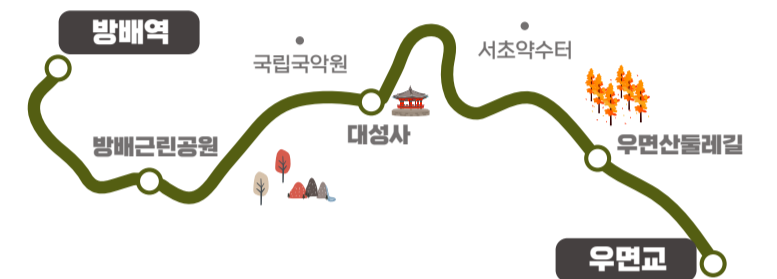 방배역
국립국악원
서초약수터
대성사
방배근린공원
우면산둘레길
우면교